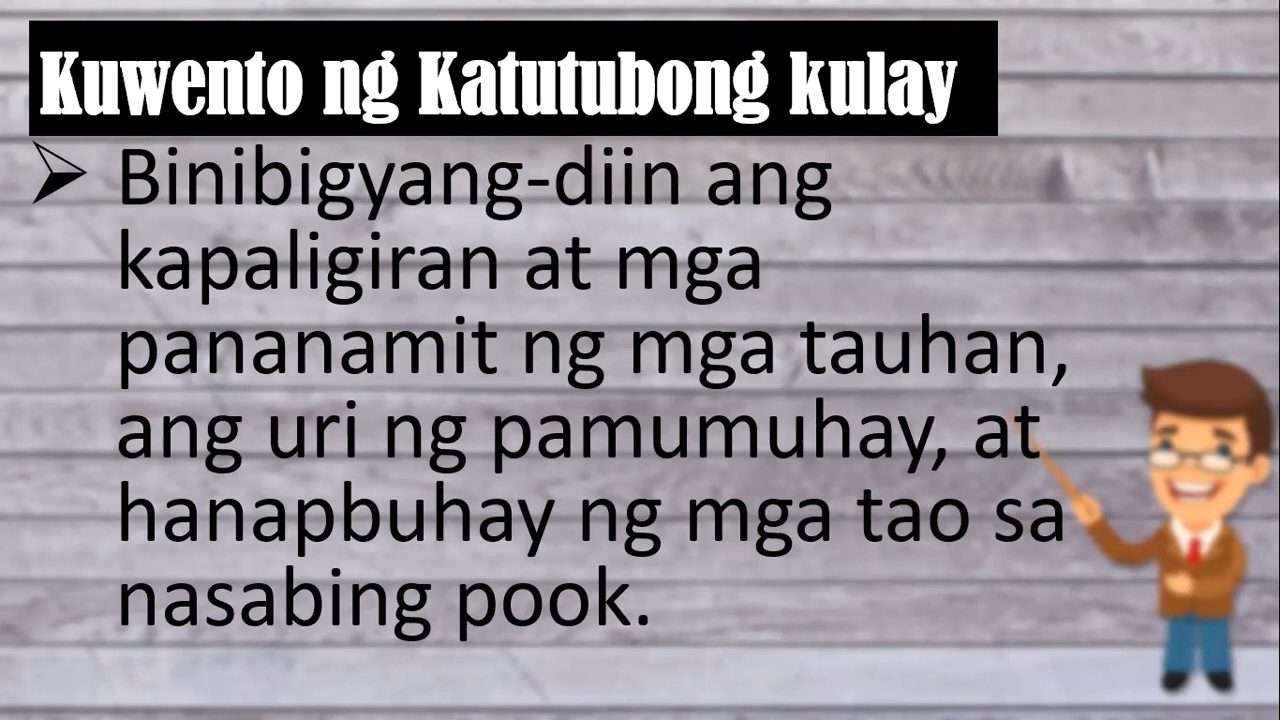 Kuwento ng Katutubong kulay
Binibigyang-diin ang
kapaligiran at mga
pananamit ng mga tauhan,
ang uri ng pamumuhay, at
hanapbuhay ng mga tao sa
nasabing pook.